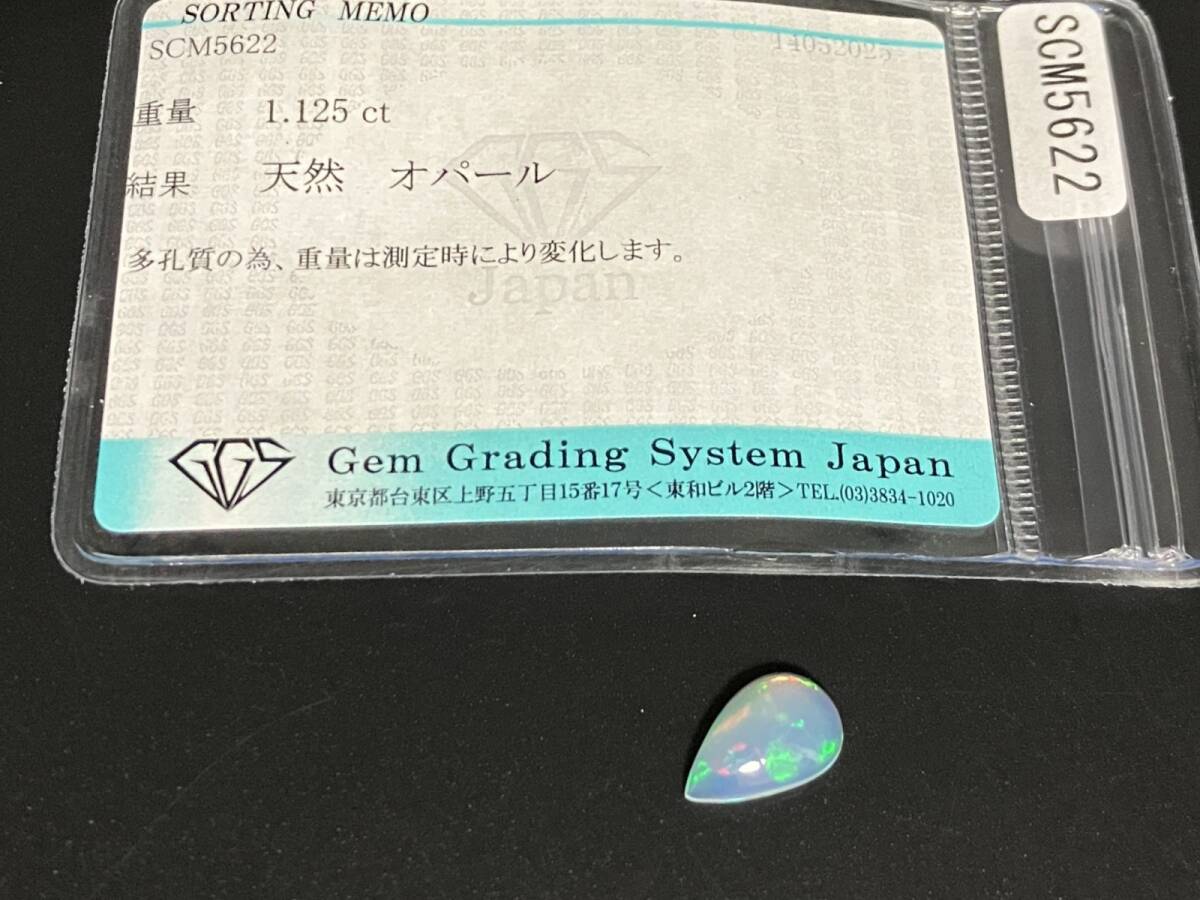 SORTING MEMO
SCM5622 14052025
重量 1.125 ct
結果 天然 オパール
多孔質の為、重量は測定時により変化します。
Japan
GGS Gem Grading System Japan
東京都台東区上野五丁目15番17号<東和ビル2階>TEL.(03)3834-1020
SCM5622